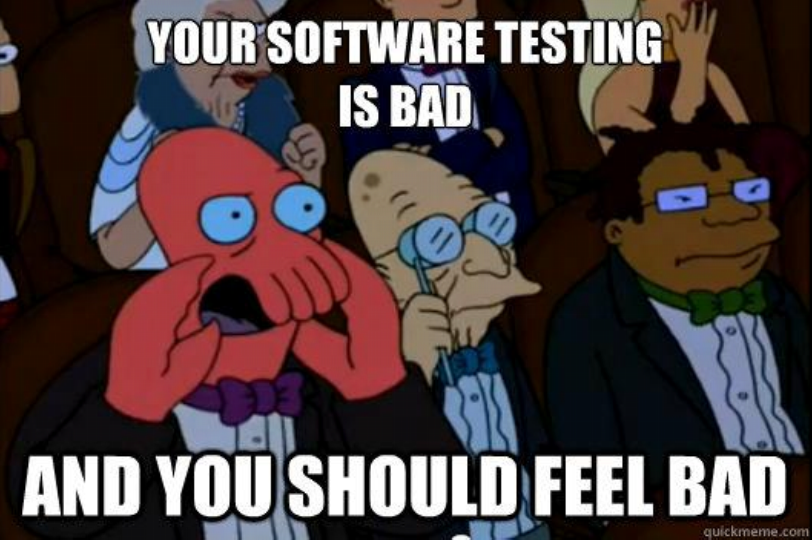 YOUR SOFTWARE TESTING
IS BAD
AND YOU SHOULD FEEL BAD
quickmeme.com